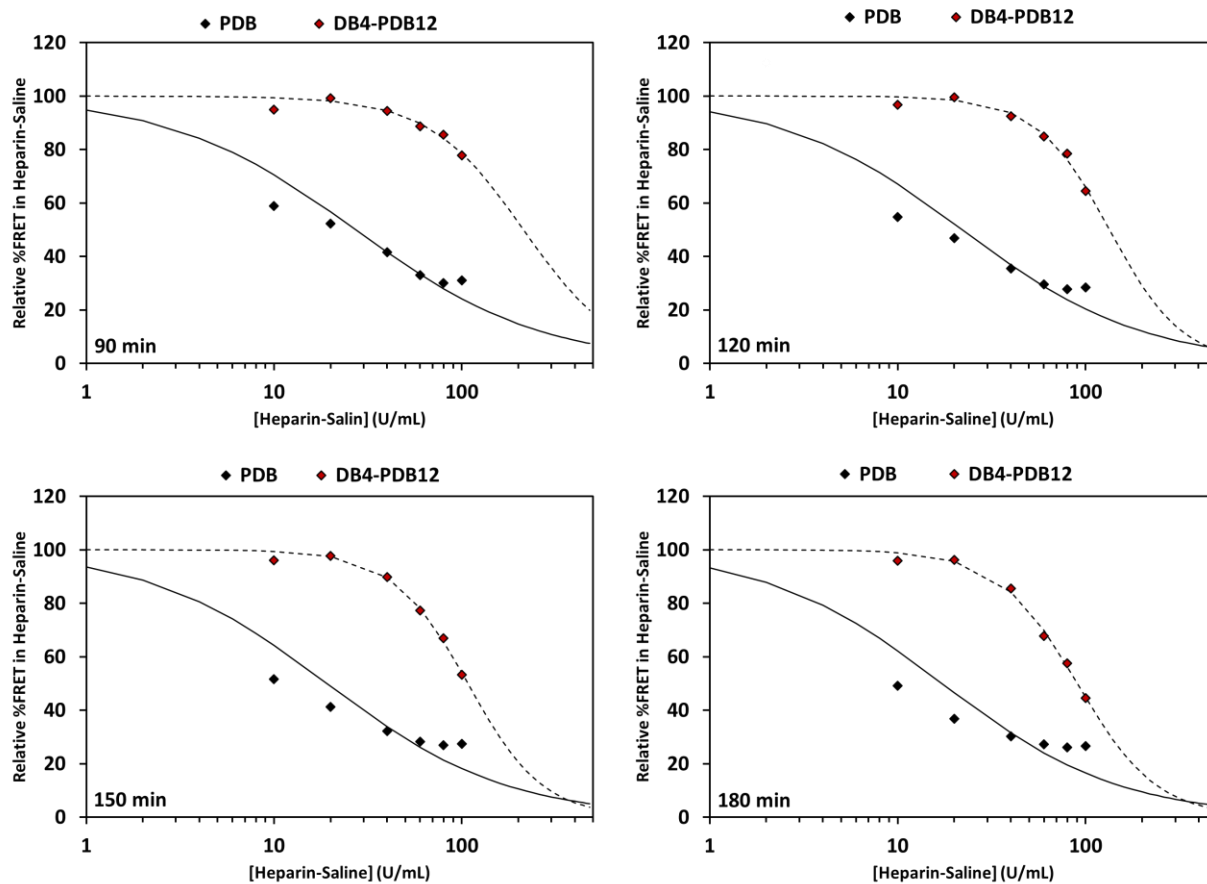 PDB DB4-PDB12
120
100
80
60
40
20
0
Relative %FRET in Heparin-Saline
90 min
1 10 100
[Heparin-Salin] (U/mL)
PDB DB4-PDB12
120
100
80
60
40
20
0
Relative %FRET in Heparin-Saline
120 min
1 10 100
[Heparin-Saline] (U/mL)
PDB DB4-PDB12
120
100
80
60
40
20
0
Relative %FRET in Heparin-Saline
150 min
1 10 100
[Heparin-Saline] (U/mL)
PDB DB4-PDB12
120
100
80
60
40
20
0
Relative %FRET in Heparin-Saline
180 min
1 10 100
[Heparin-Saline] (U/mL)